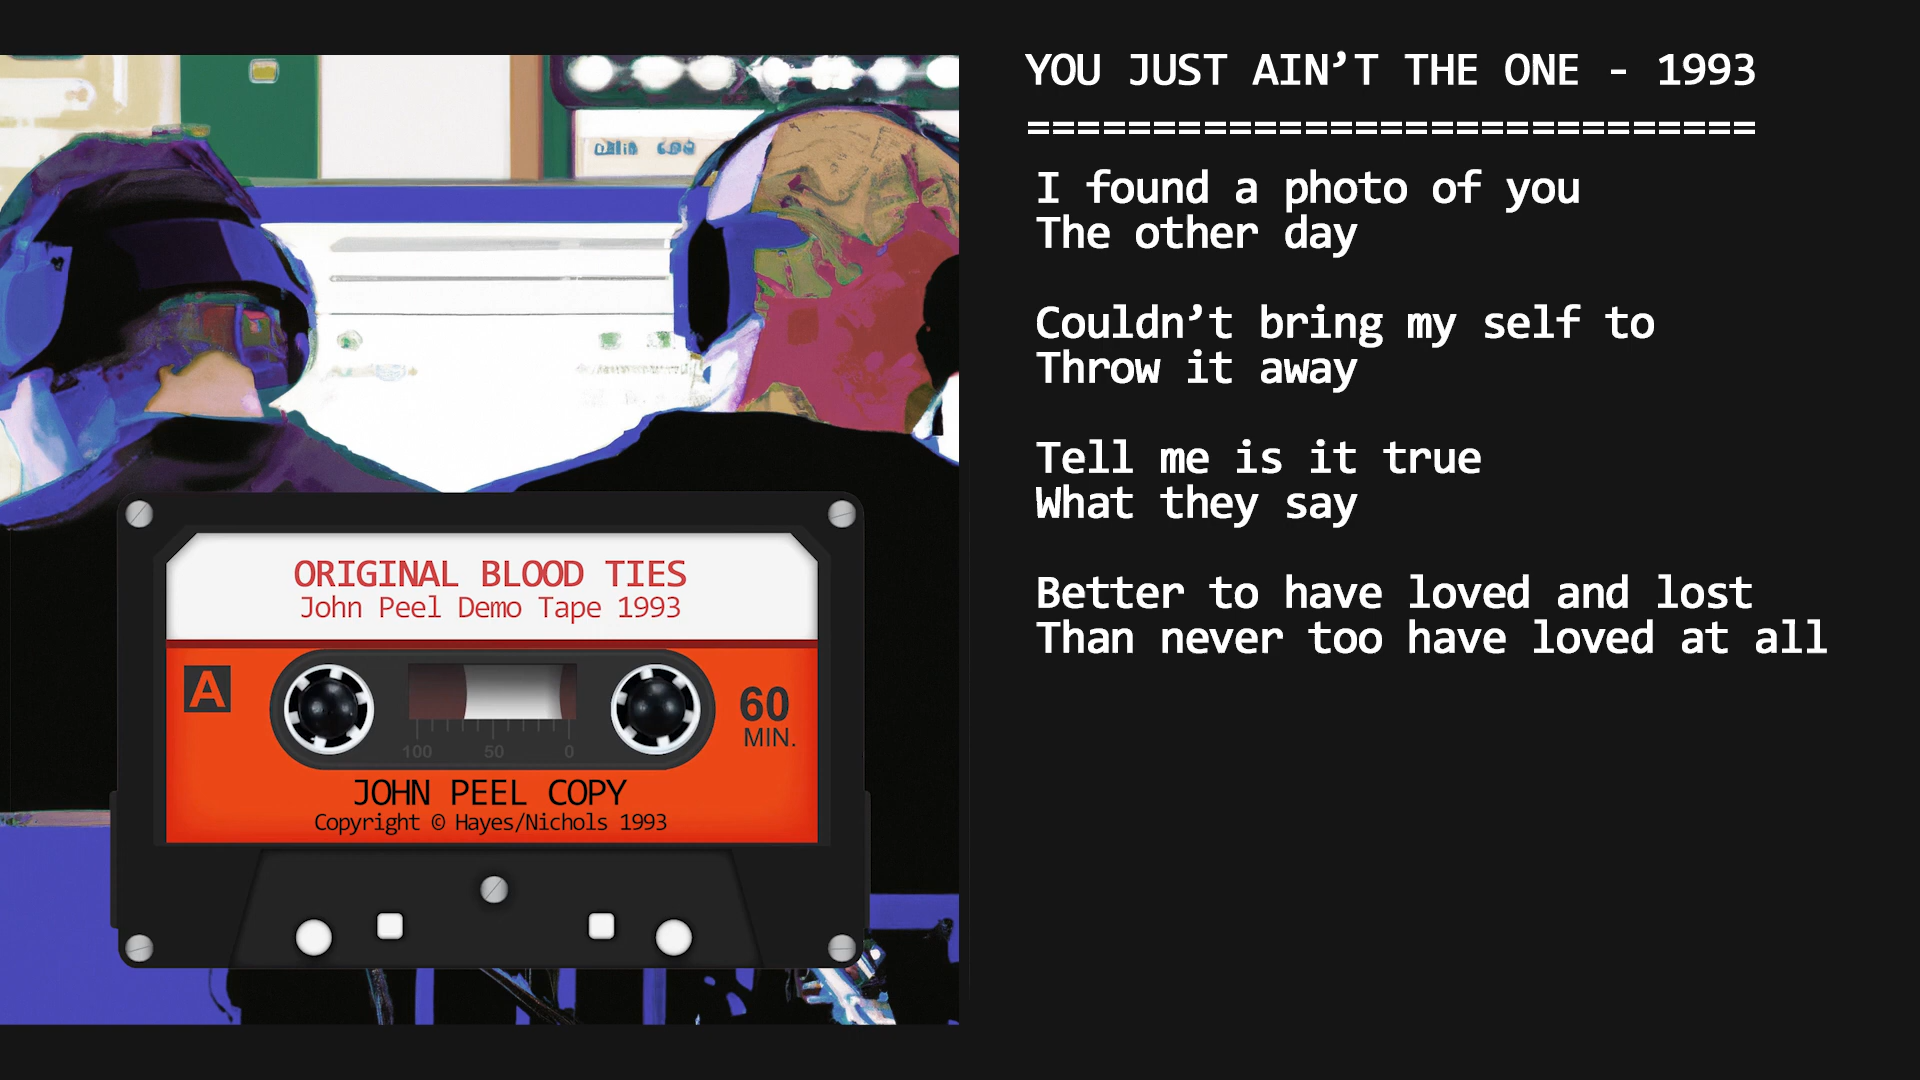 YOU JUST AIN’T THE ONE - 1993
=============================
I found a photo of you
The other day
Couldn’t bring my self to
Throw it away
Tell me is it true
What they say
Better to have loved and lost
Than never too have loved at all
ORIGINAL BLOOD TIES
John Peel Demo Tape 1993
A
60
MIN.
100 50 0
JOHN PEEL COPY
Copyright © Hayes/Nichols 1993